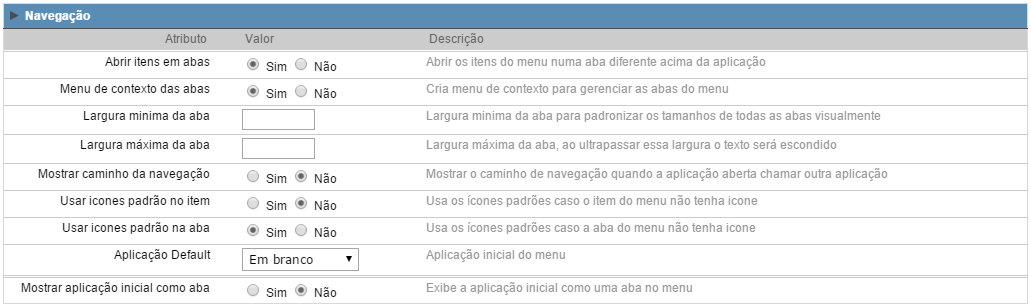 Navegação
Atributo Valor Descrição
Abrir itens em abas Sim Não Abrir os itens do menu numa aba diferente acima da aplicação
Menu de contexto das abas Sim Não Cria menu de contexto para gerenciar as abas do menu
Largura minima da aba Largura minima da aba para padronizar os tamanhos de todas as abas visualmente
Largura máxima da aba Largura máxima da aba, ao ultrapassar essa largura o texto será escondido
Mostrar caminho da navegação Sim Não Mostrar o caminho de navegação quando a aplicação aberta chamar outra aplicação
Usar icones padrão no item Sim Não Usa os ícones padrões caso o item do menu não tenha icone
Usar icones padrão na aba Sim Não Usa os ícones padrões caso a aba do menu não tenha icone
Aplicação Default Em branco Aplicação inicial do menu
Mostrar aplicação inicial como aba Sim Não Exibe a aplicação inicial como uma aba no menu